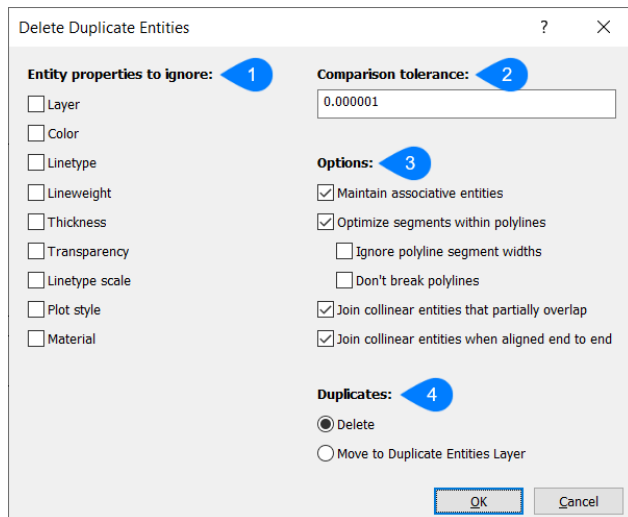 Delete Duplicate Entities
?
Entity properties to ignore:
1
Layer
Color
Linetype
Lineweight
Thickness
Transparency
Linetype scale
Plot style
Material
Comparison tolerance:
2
0.000001
Options:
3
Maintain associative entities
Optimize segments within polylines
Ignore polyline segment widths
Don't break polylines
Join collinear entities that partially overlap
Join collinear entities when aligned end to end
Duplicates:
4
Delete
Move to Duplicate Entities Layer
OK
Cancel